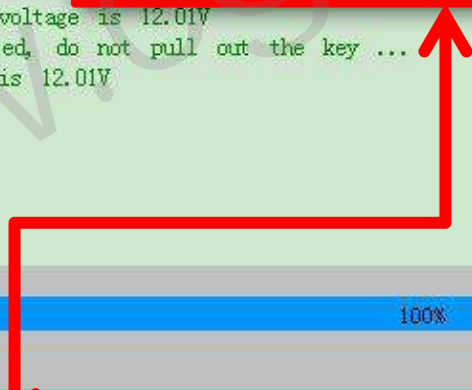 voltage is 12.01V
ed, do not pull out the key ...
is 12.01V
100%